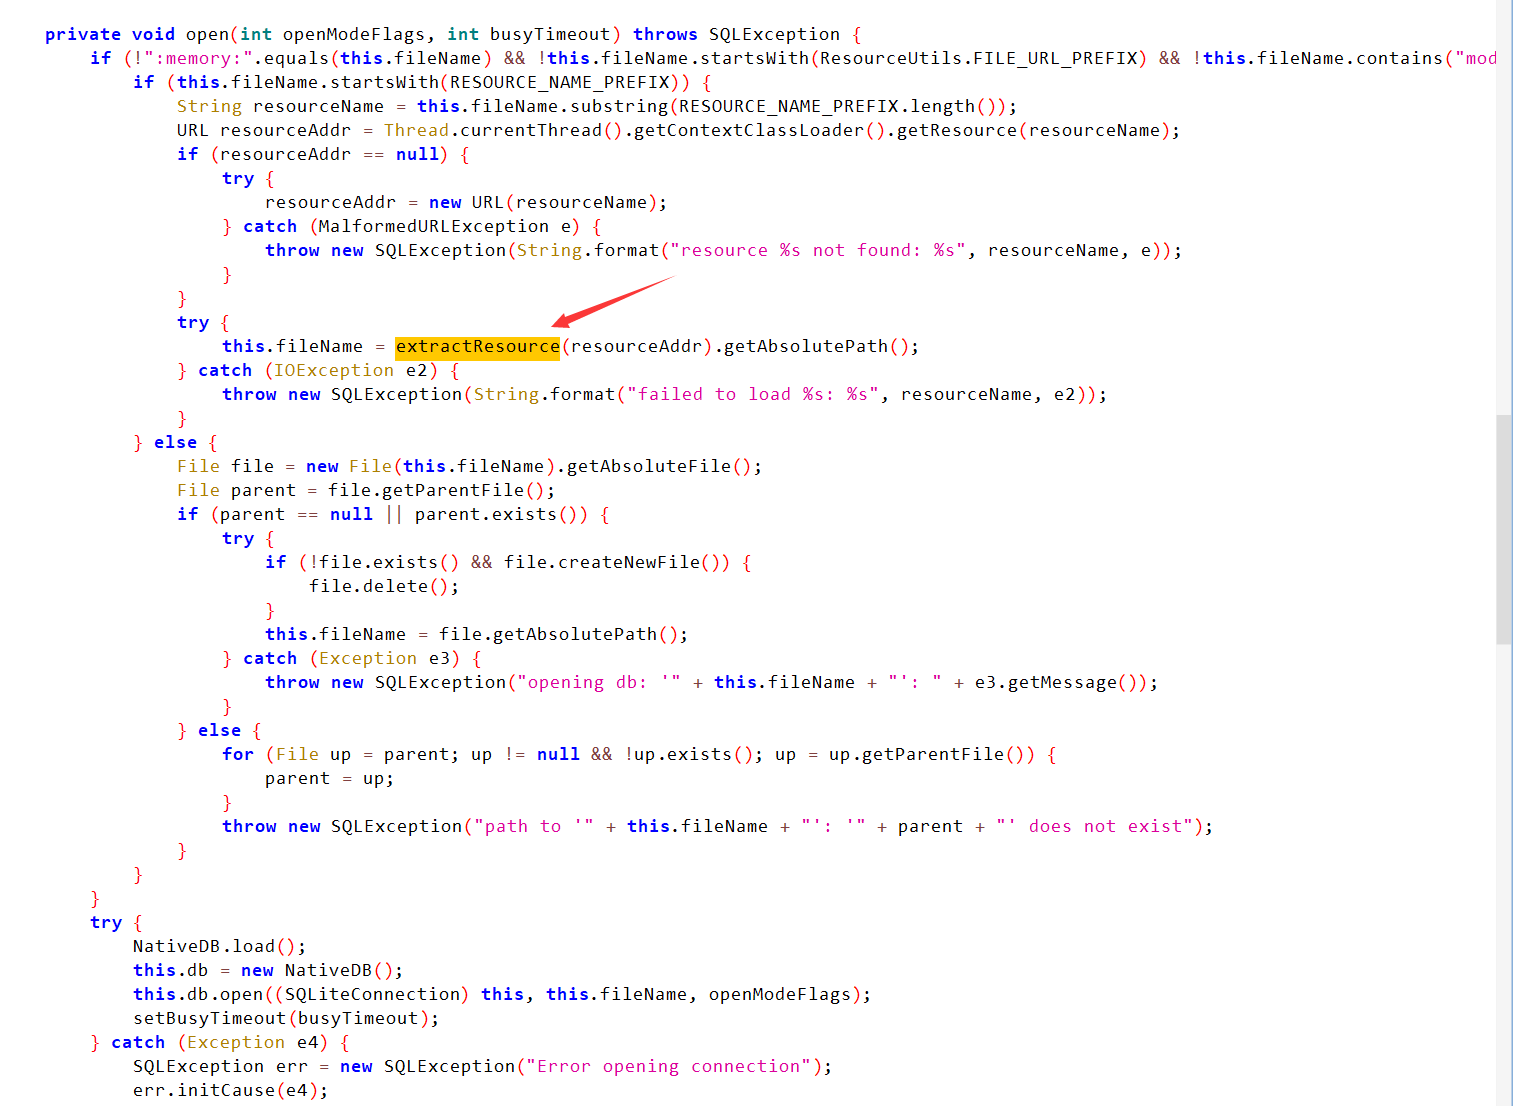 private void open(int openModeFlags, int busyTimeout) throws SQLException {
if (!":memory:".equals(this.fileName) && !this.fileName.startsWith(ResourceUtils.FILE_URL_PREFIX) && !this.fileName.contains("mod
if (this.fileName.startsWith(RESOURCE_NAME_PREFIX)) {
String resourceName = this.fileName.substring(RESOURCE_NAME_PREFIX.length());
URL resourceAddr = Thread.currentThread().getContextClassLoader().getResource(resourceName);
if (resourceAddr == null) {
try {
resourceAddr = new URL(resourceName);
} catch (MalformedURLException e) {
throw new SQLException(String.format("resource %s not found: %s", resourceName, e));
}
}
try {
this.fileName = extractResource(resourceAddr).getAbsolutePath();
} catch (IOException e2) {
throw new SQLException(String.format("failed to load %s: %s", resourceName, e2));
}
} else {
File file = new File(this.fileName).getAbsoluteFile();
File parent = file.getParentFile();
if (parent == null || parent.exists()) {
try {
if (!file.exists() && file.createNewFile()) {
file.delete();
}
this.fileName = file.getAbsolutePath();
} catch (Exception e3) {
throw new SQLException("opening db: '" + this.fileName + "': " + e3.getMessage());
}
} else {
for (File up = parent; up != null && !up.exists(); up = up.getParentFile()) {
parent = up;
}
throw new SQLException("path to '" + this.fileName + "': '" + parent + "' does not exist");
}
}
}
try {
NativeDB.load();
this.db = new NativeDB();
this.db.open((SQLiteConnection) this, this.fileName, openModeFlags);
setBusyTimeout(busyTimeout);
} catch (Exception e4) {
SQLException err = new SQLException("Error opening connection");
err.initCause(e4);